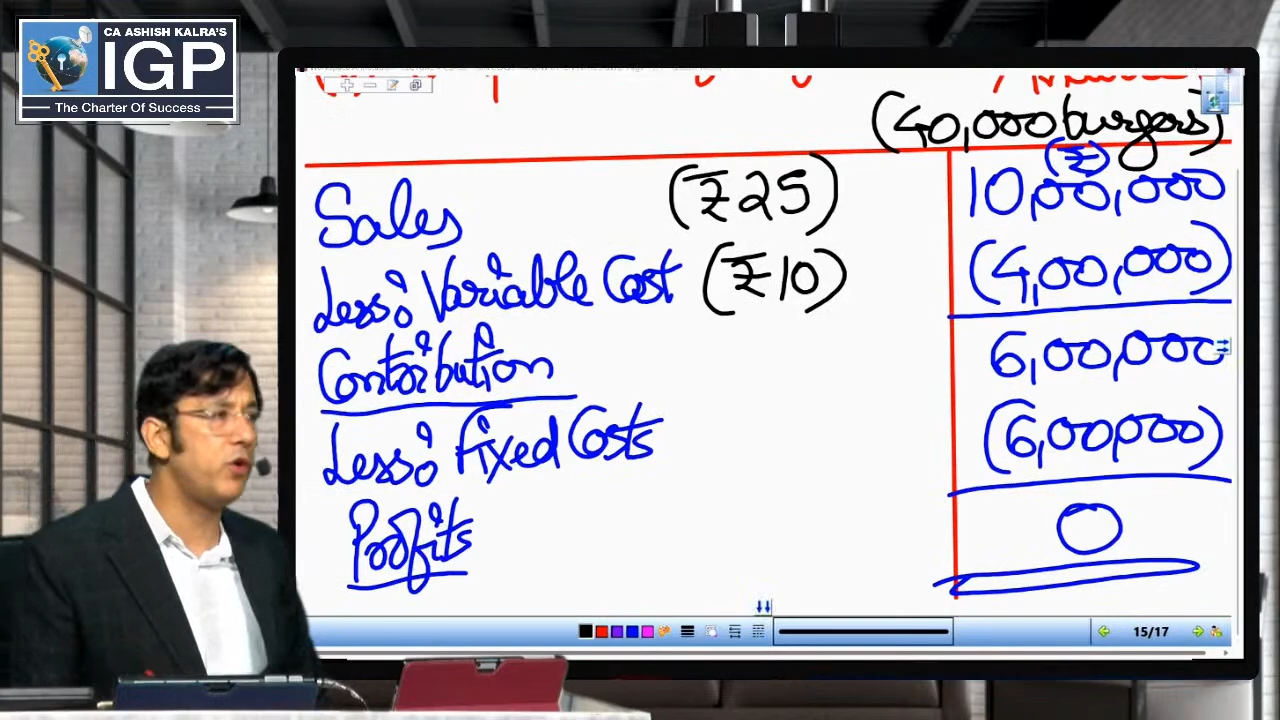 CA ASHISH KALRA'S
IGP
The Charter Of Success
(40,000 burgers)
(₹)
Sales (₹25) 10,00,000
Less: Variable Cost (₹10) (4,00,000)
Contribution 6,00,000
Less: Fixed Costs (6,00,000)
Profits 0
15/17